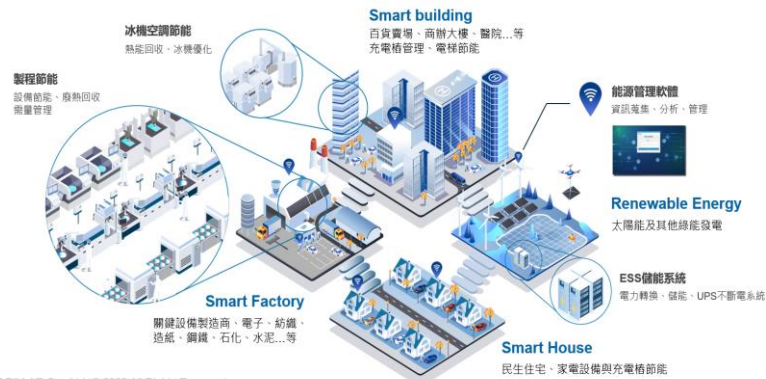 Smart building
百貨賣場、商辦大樓、醫院...等
充電樁管理、電梯節能
冰機空調節能
熱能回收、冰機優化
製程節能
設備節能、廢熱回收
需量管理
能源管理軟體
資訊蒐集、分析、管理
Renewable Energy
太陽能及其他綠能發電
ESS儲能系統
電力轉換、儲能、UPS不斷電系統
Smart Factory
關鍵設備製造商、電子、紡織、
造紙、鋼鐵、石化、水泥...等
Smart House
民生住宅、家電設備與充電樁節能